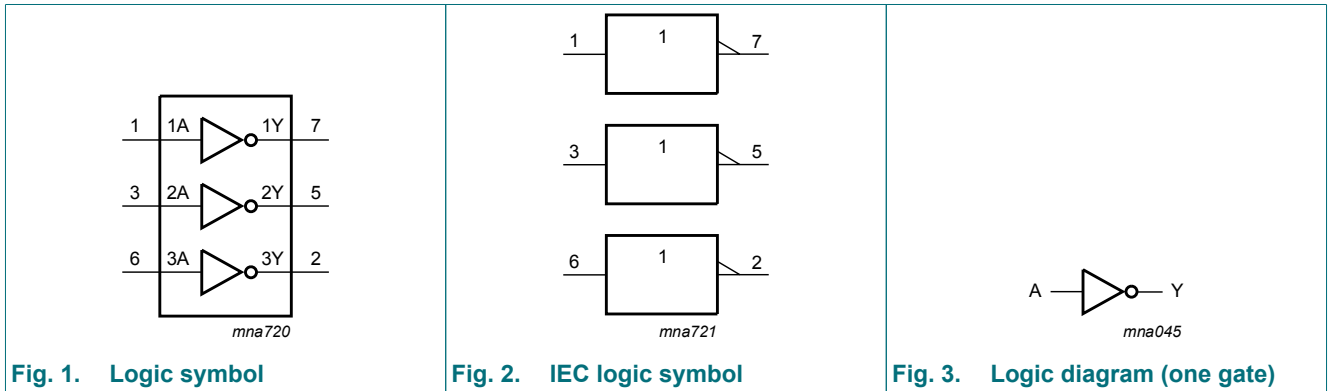 1 1A 1Y 7
3 2A 2Y 5
6 3A 3Y 2
mna720
Fig. 1. Logic symbol
1 1 7
3 1 5
6 1 2
mna721
Fig. 2. IEC logic symbol
A Y
mna045
Fig. 3. Logic diagram (one gate)